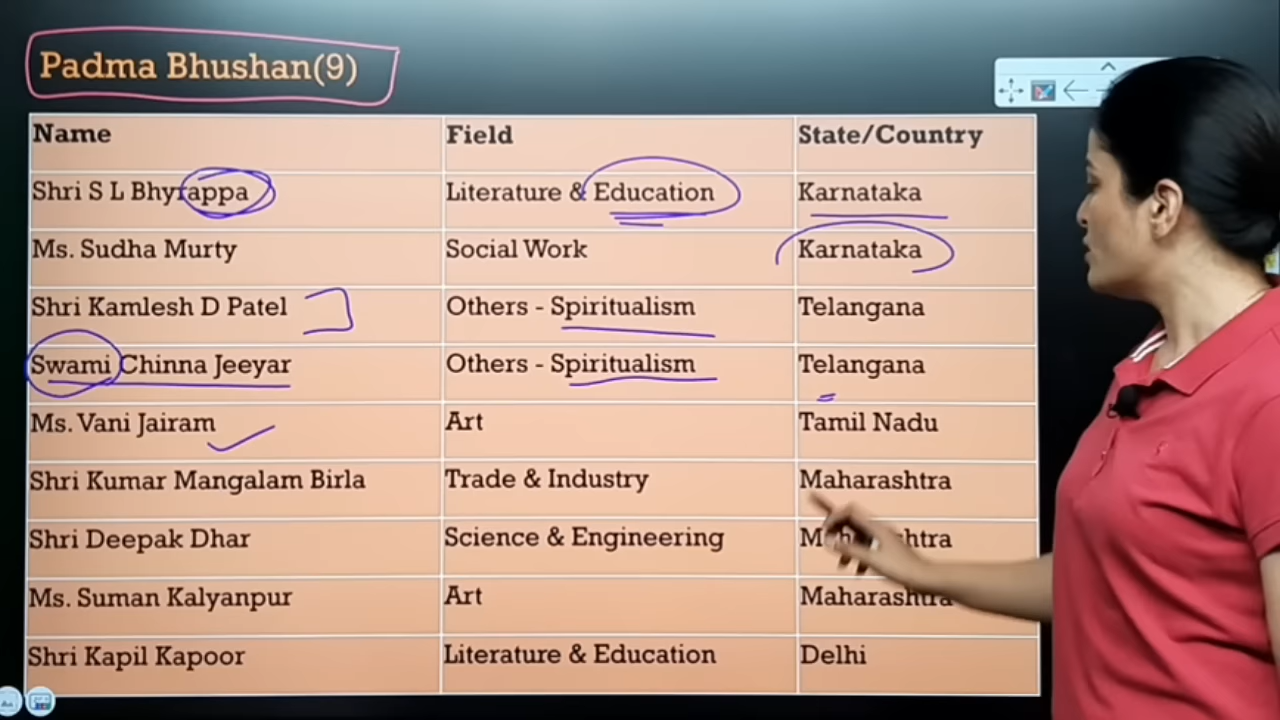 Padma Bhushan(9)
Name Field State/Country
Shri S L Bhyrappa Literature & Education Karnataka
Ms. Sudha Murty Social Work Karnataka
Shri Kamlesh D Patel Others - Spiritualism Telangana
Swami Chinna Jeeyar Others - Spiritualism Telangana
Ms. Vani Jairam Art Tamil Nadu
Shri Kumar Mangalam Birla Trade & Industry Maharashtra
Shri Deepak Dhar Science & Engineering Maharashtra
Ms. Suman Kalyanpur Art Maharashtra
Shri Kapil Kapoor Literature & Education Delhi